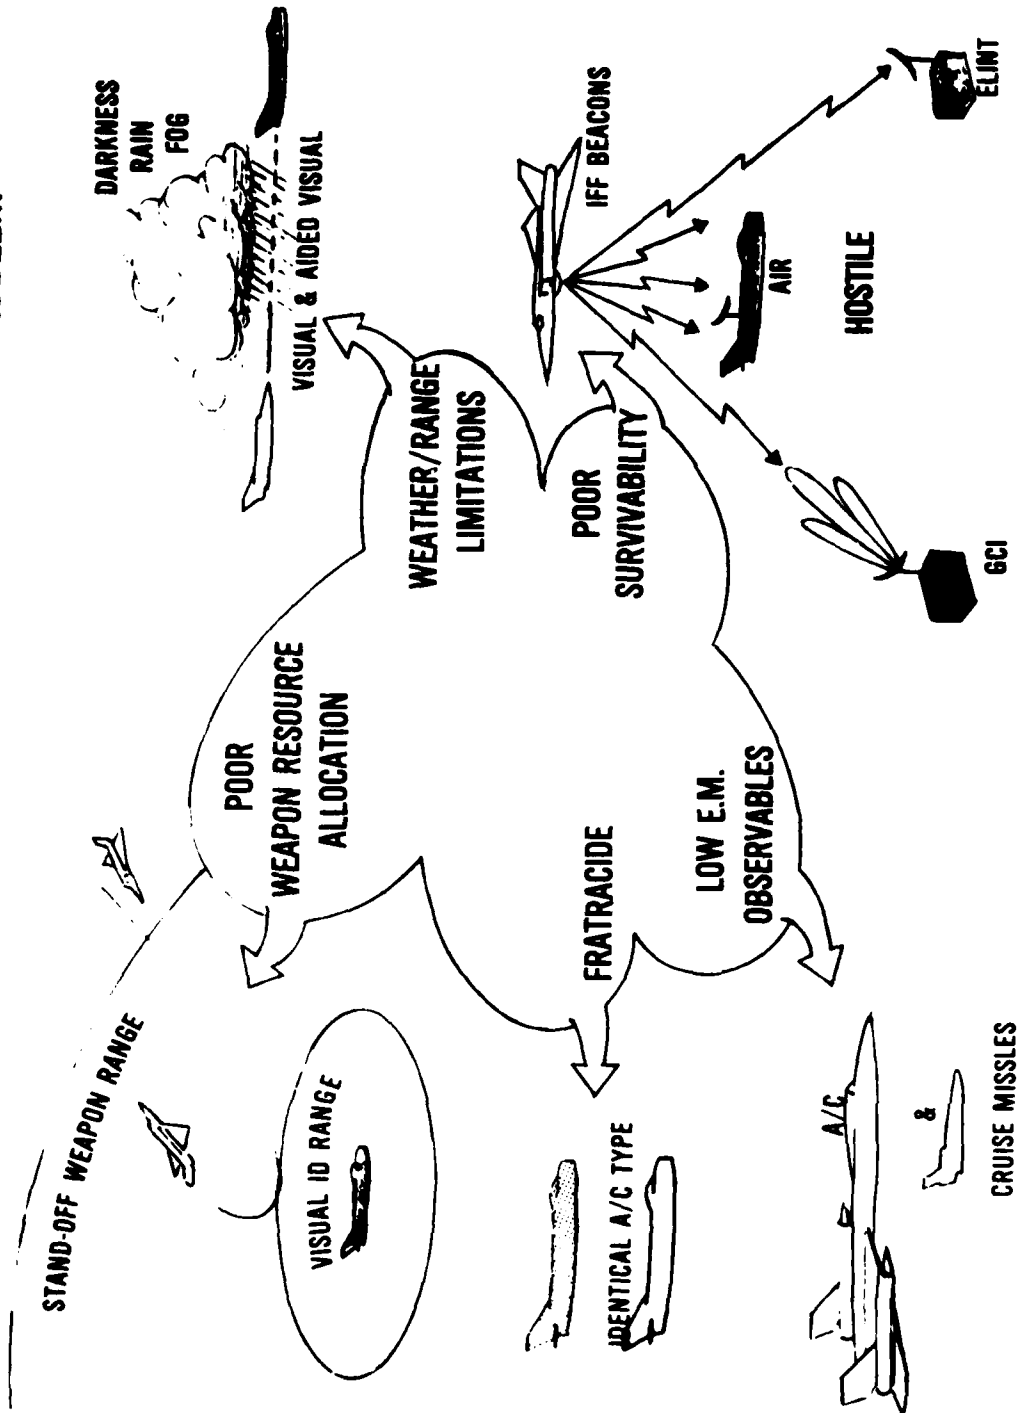 STAND-OFF WEAPON RANGE
VISUAL ID RANGE
POOR
WEAPON RESOURCE
ALLOCATION
DARKNESS
RAIN
FOG
VISUAL & AIDED VISUAL
WEATHER/RANGE
LIMITATIONS
IDENTICAL A/C TYPE
FRATRACIDE
POOR
SURVIVABILITY
IFF BEACONS
AIR
HOSTILE
LOW E.M.
OBSERVABLES
A/C
&
CRUISE MISSLES
GCI
ELINT